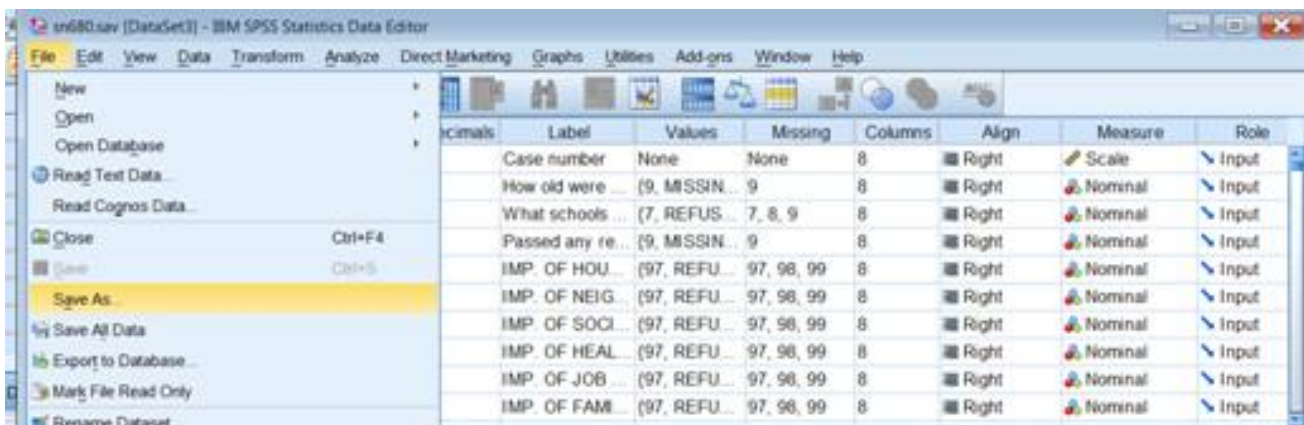 sn680.sav [DataSet3] - IBM SPSS Statistics Data Editor
File Edit View Data Transform Analyze Direct Marketing Graphs Utilities Add-ons Window Help
New
Open
Open Database
Read Text Data...
Read Cognos Data...
Close Ctrl+F4
Save Ctrl+S
Save As...
Save All Data
Export to Database...
Mark File Read Only
Rename Dataset
ecimals Label Values Missing Columns Align Measure Role
Case number None None 8 Right Scale Input
How old were ... {9, MISSIN... 9 8 Right Nominal Input
What schools ... {7, REFUS... 7, 8, 9 8 Right Nominal Input
Passed any re... {9, MISSIN... 9 8 Right Nominal Input
IMP. OF HOU... {97, REFU... 97, 98, 99 8 Right Nominal Input
IMP. OF NEIG... {97, REFU... 97, 98, 99 8 Right Nominal Input
IMP. OF SOCI... {97, REFU... 97, 98, 99 8 Right Nominal Input
IMP. OF HEAL... {97, REFU... 97, 98, 99 8 Right Nominal Input
IMP. OF JOB ... {97, REFU... 97, 98, 99 8 Right Nominal Input
IMP. OF FAMI... {97, REFU... 97, 98, 99 8 Right Nominal Input